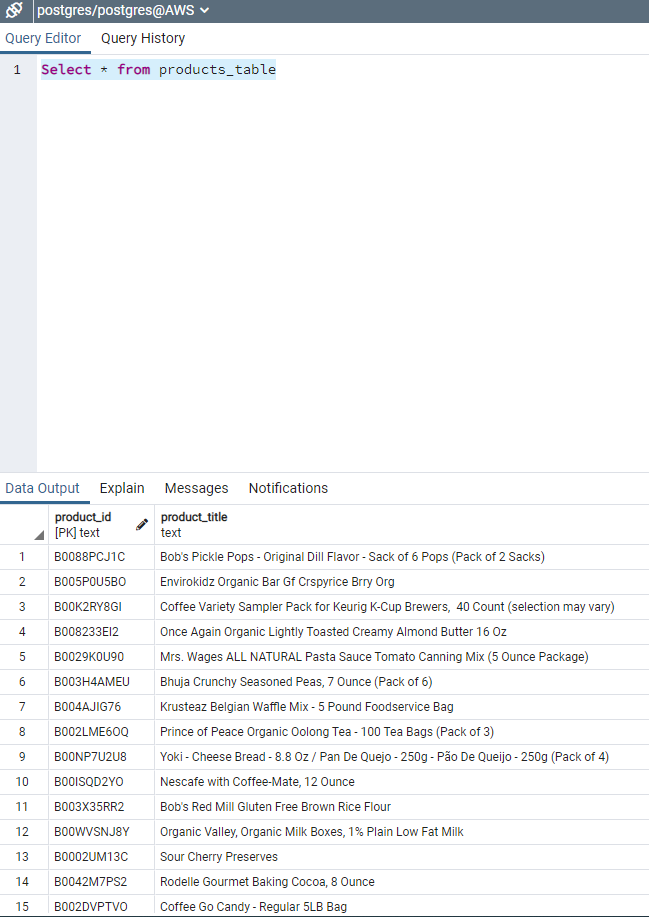 postgres/postgres@AWS
Query Editor Query History
1 Select * from products_table
Data Output Explain Messages Notifications
product_id product_title
[PK] text text
1 B0088PCJ1C Bob's Pickle Pops - Original Dill Flavor - Sack of 6 Pops (Pack of 2 Sacks)
2 B005P0U5BO Envirokidz Organic Bar Gf Crspyrice Brry Org
3 B00K2RY8GI Coffee Variety Sampler Pack for Keurig K-Cup Brewers,  40 Count (selection may vary)
4 B008233EI2 Once Again Organic Lightly Toasted Creamy Almond Butter 16 Oz
5 B0029K0U90 Mrs. Wages ALL NATURAL Pasta Sauce Tomato Canning Mix (5 Ounce Package)
6 B003H4AMEU Bhuja Crunchy Seasoned Peas, 7 Ounce (Pack of 6)
7 B004AJIG76 Krusteaz Belgian Waffle Mix - 5 Pound Foodservice Bag
8 B002LME6OQ Prince of Peace Organic Oolong Tea - 100 Tea Bags (Pack of 3)
9 B00NP7U2U8 Yoki - Cheese Bread - 8.8 Oz / Pan De Quejo - 250g - Pão De Queijo - 250g (Pack of 4)
10 B00ISQD2YO Nescafe with Coffee-Mate, 12 Ounce
11 B003X35RR2 Bob's Red Mill Gluten Free Brown Rice Flour
12 B00WVSNJ8Y Organic Valley, Organic Milk Boxes, 1% Plain Low Fat Milk
13 B0002UM13C Sour Cherry Preserves
14 B0042M7PS2 Rodelle Gourmet Baking Cocoa, 8 Ounce
15 B002DVPTVO Coffee Go Candy - Regular 5LB Bag